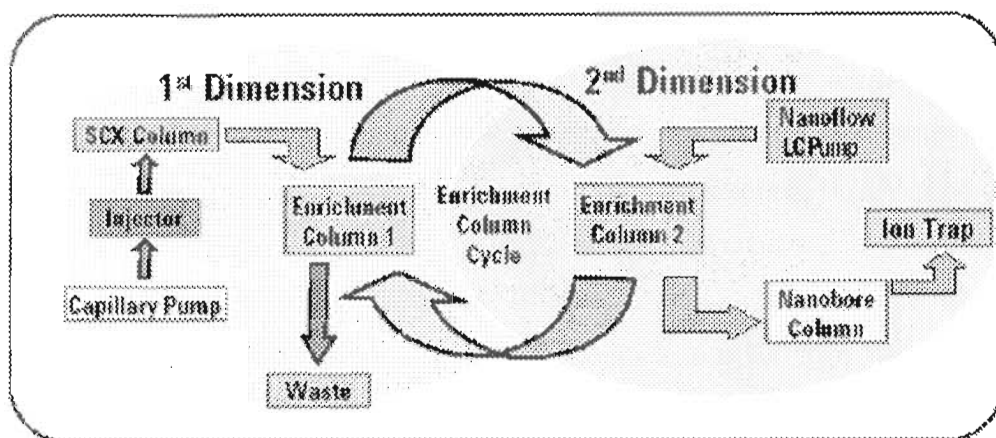 1st Dimension
2nd Dimension
SCX Column
Injector
Capillary Pump
Enrichment
Column 1
Waste
Enrichment
Column
Cycle
Nanoflow
LCPump
Enrichment
Column 2
Ion Trap
Nanobore
Column